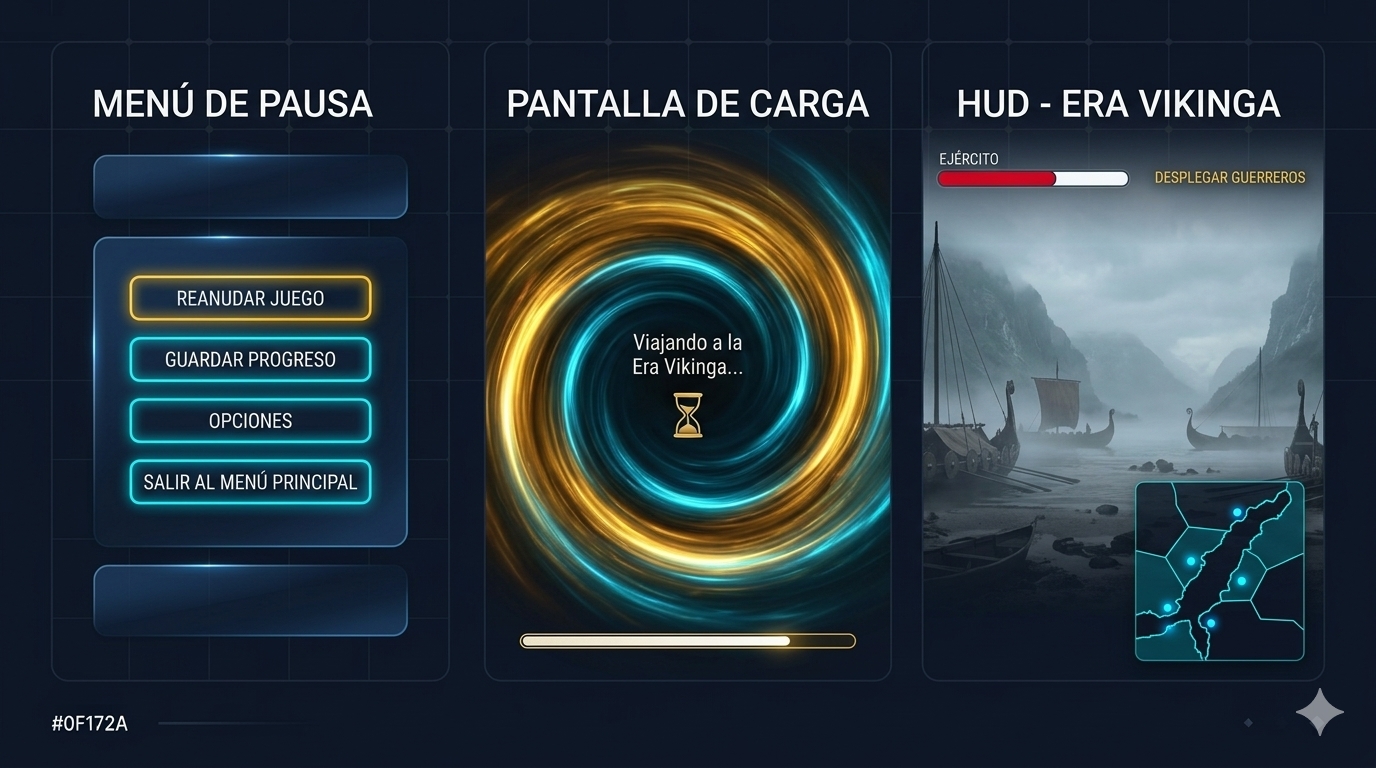 MENÚ DE PAUSA
REANUDAR JUEGO
GUARDAR PROGRESO
OPCIONES
SALIR AL MENÚ PRINCIPAL
PANTALLA DE CARGA
Viajando a la
Era Vikinga...
HUD - ERA VIKINGA
EJÉRCITO
DESPLEGAR GUERREROS
#0F172A